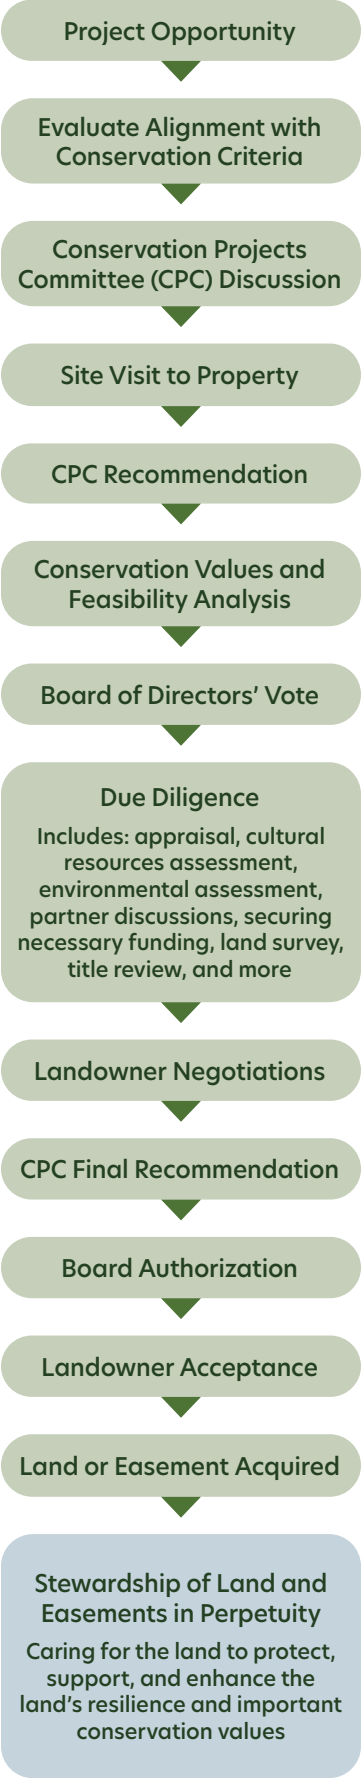 Project Opportunity
Evaluate Alignment with
Conservation Criteria
Conservation Projects
Committee (CPC) Discussion
Site Visit to Property
CPC Recommendation
Conservation Values and
Feasibility Analysis
Board of Directors’ Vote
Due Diligence
Includes: appraisal, cultural
resources assessment,
environmental assessment,
partner discussions, securing
necessary funding, land survey,
title review, and more
Landowner Negotiations
CPC Final Recommendation
Board Authorization
Landowner Acceptance
Land or Easement Acquired
Stewardship of Land and
Easements in Perpetuity
Caring for the land to protect,
support, and enhance the
land’s resilience and important
conservation values